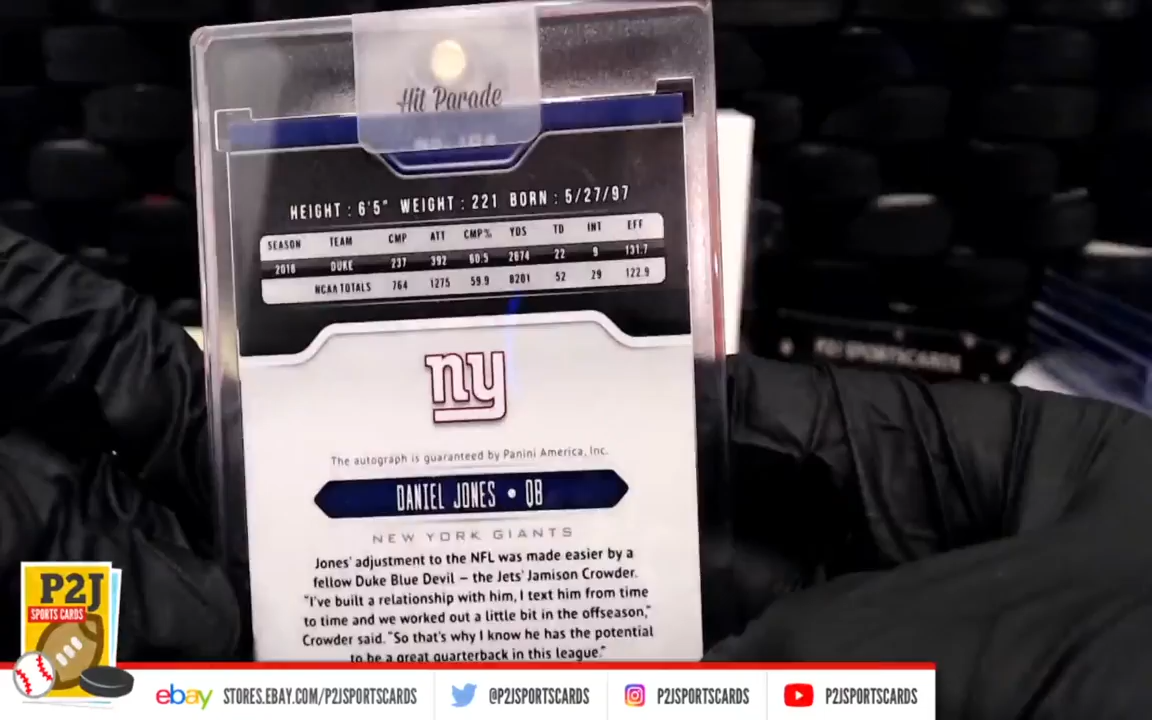 Hit Parade
HEIGHT : 6'5" WEIGHT : 221 BORN : 5/27/97
SEASON TEAM CMP ATT CMP% YDS TD INT EFF
2018 DUKE 237 392 60.5 2674 22 9 131.7
NCAA TOTALS 764 1275 59.9 8201 52 29 122.9
ny
The autograph is guaranteed by Panini America, Inc.
DANIEL JONES • QB
NEW YORK GIANTS
Jones' adjustment to the NFL was made easier by a
fellow Duke Blue Devil – the Jets' Jamison Crowder.
"I've built a relationship with him, I text him from time
to time and we worked out a little bit in the offseason,"
Crowder said. "So that's why I know he has the potential
to be a great quarterback in this league."
P2J SPORTSCARDS
P2J
SPORTS CARDS
ebay STORES.EBAY.COM/P2JSPORTSCARDS @P2JSPORTSCARDS P2JSPORTSCARDS P2JSPORTSCARDS